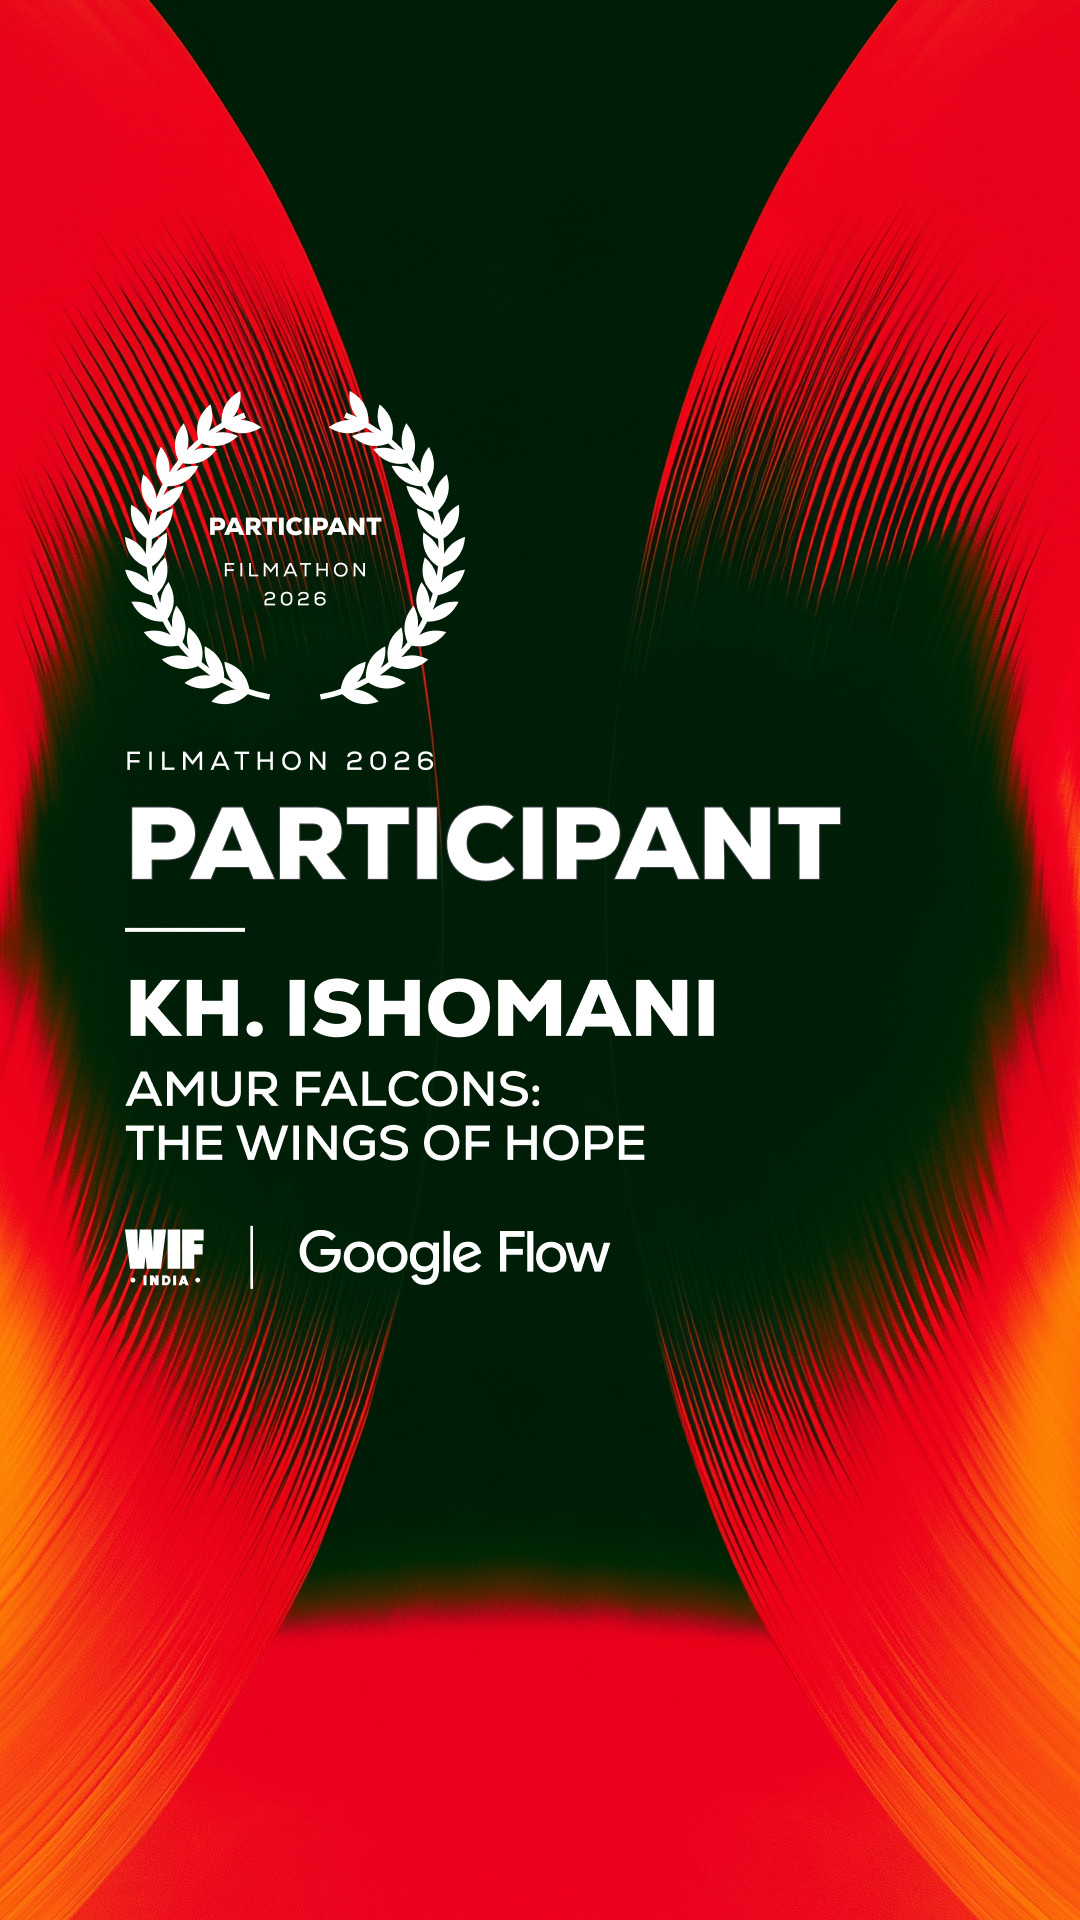 PARTICIPANT
FILMATHON
2026
FILMATHON 2026
PARTICIPANT
KH. ISHOMANI
AMUR FALCONS:
THE WINGS OF HOPE
WIF
• INDIA •
Google Flow